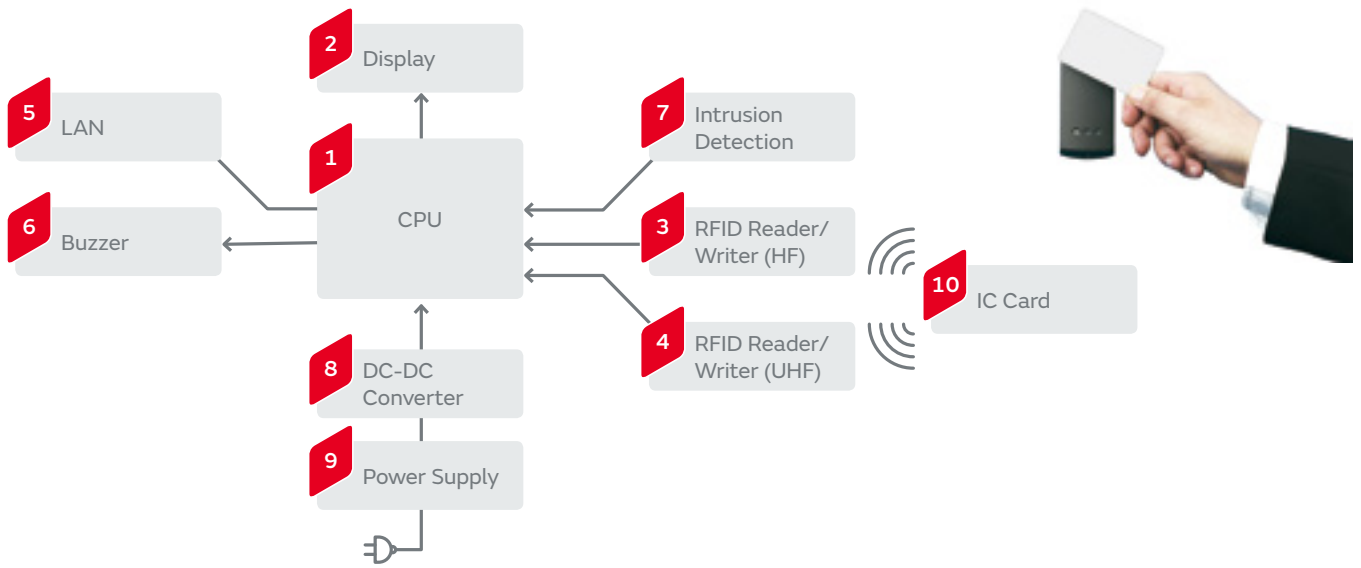 2
Display
5
LAN
7
Intrusion
Detection
1
CPU
6
Buzzer
3
RFID Reader/
Writer (HF)
10
IC Card
4
RFID Reader/
Writer (UHF)
8
DC-DC
Converter
9
Power Supply